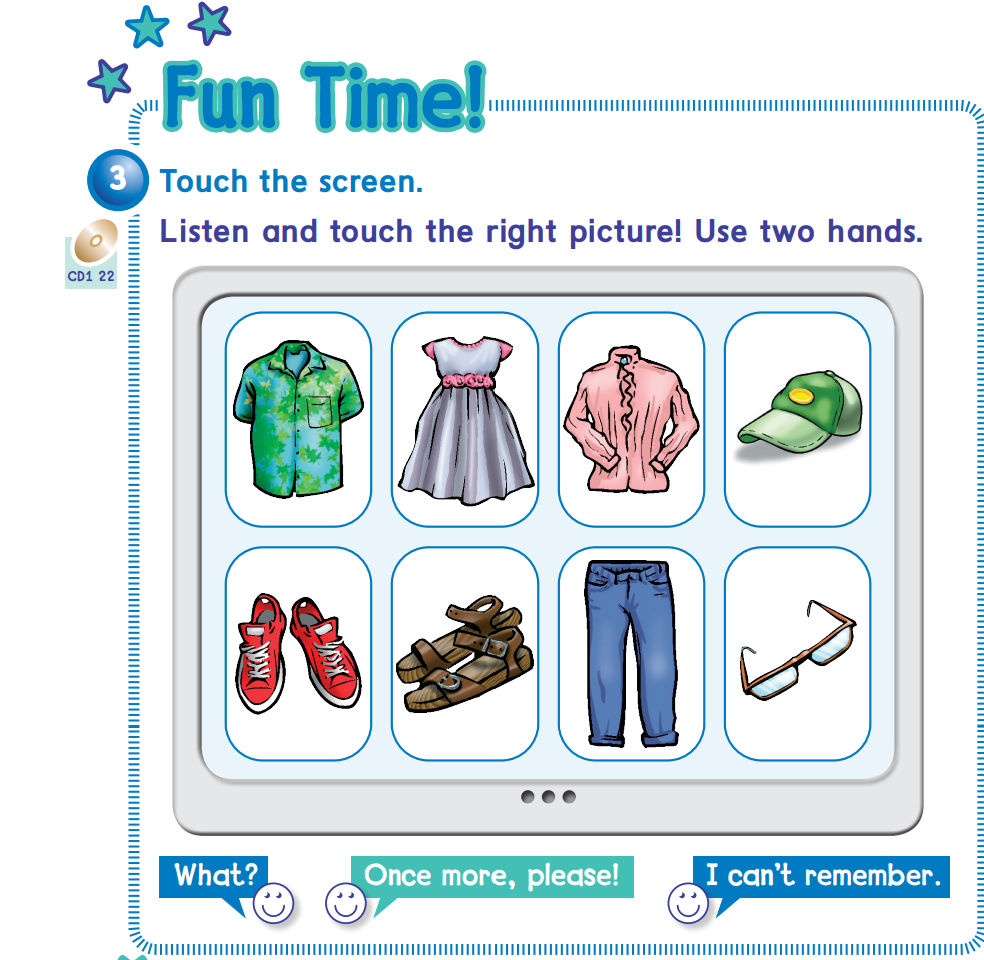 Fun Time!
3 Touch the screen.
Listen and touch the right picture! Use two hands.
CD1 22
What?
Once more, please!
I can't remember.